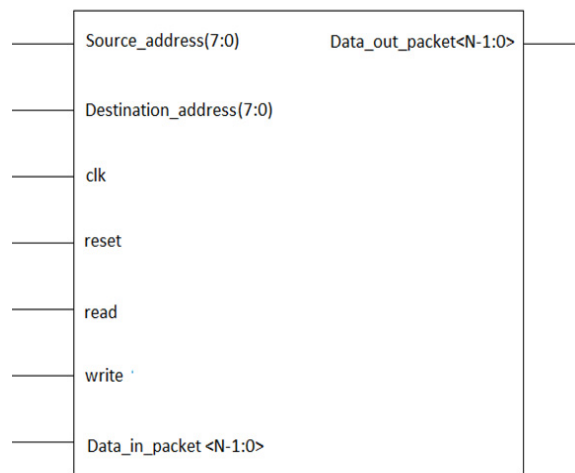 Source_address(7:0) Data_out_packet<N-1:0>
Destination_address(7:0)
clk
reset
read
write
Data_in_packet <N-1:0>